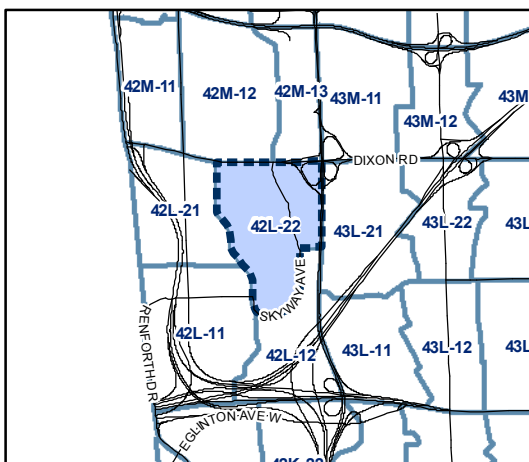 42M-11
42M-12
42M-13
43M-11
43M
43M-12
DIXON RD
42L-21
42L-22
43L-21
43L-22
43L
SKYWAY AVE
RENFORTH DR
42L-11
42L-12
43L-11
43L-12
43L
EGLINTON AVE W